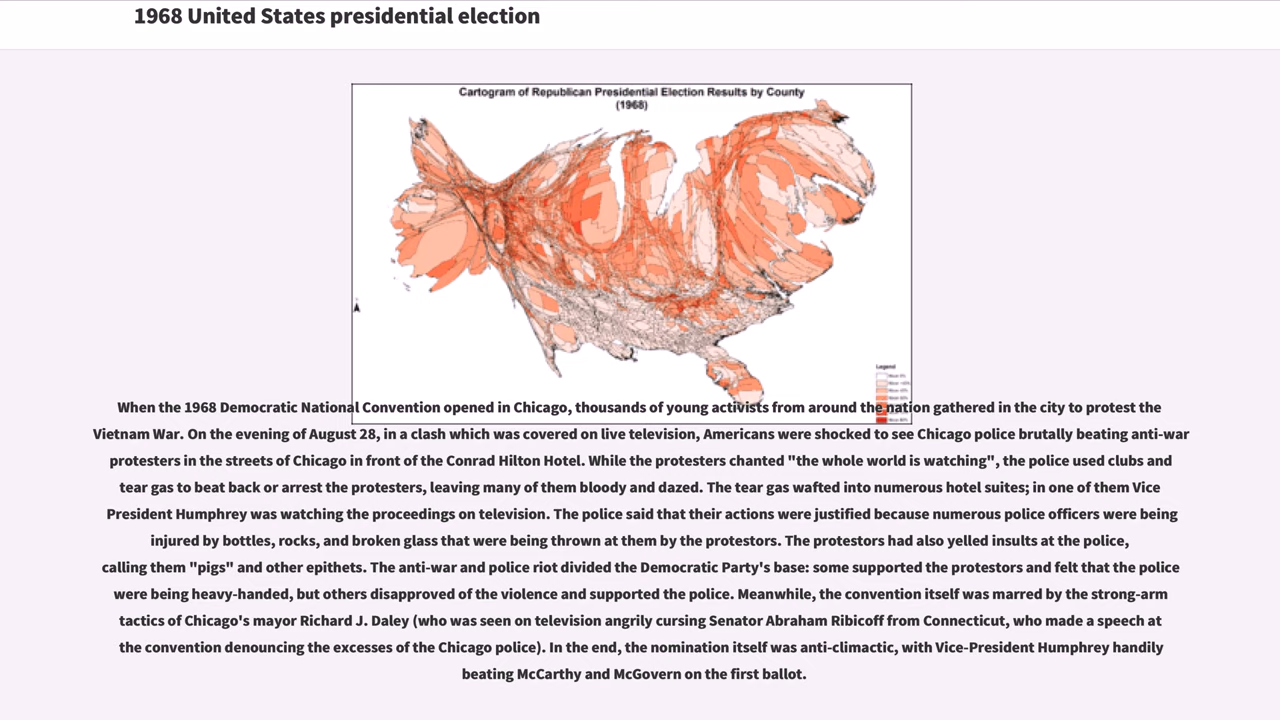 1968 United States presidential election
Cartogram of Republican Presidential Election Results by County
(1968)
Legend
When the 1968 Democratic National Convention opened in Chicago, thousands of young activists from around the nation gathered in the city to protest the
Vietnam War. On the evening of August 28, in a clash which was covered on live television, Americans were shocked to see Chicago police brutally beating anti-war
protesters in the streets of Chicago in front of the Conrad Hilton Hotel. While the protesters chanted "the whole world is watching", the police used clubs and
tear gas to beat back or arrest the protesters, leaving many of them bloody and dazed. The tear gas wafted into numerous hotel suites; in one of them Vice
President Humphrey was watching the proceedings on television. The police said that their actions were justified because numerous police officers were being
injured by bottles, rocks, and broken glass that were being thrown at them by the protestors. The protestors had also yelled insults at the police,
calling them "pigs" and other epithets. The anti-war and police riot divided the Democratic Party's base: some supported the protestors and felt that the police
were being heavy-handed, but others disapproved of the violence and supported the police. Meanwhile, the convention itself was marred by the strong-arm
tactics of Chicago's mayor Richard J. Daley (who was seen on television angrily cursing Senator Abraham Ribicoff from Connecticut, who made a speech at
the convention denouncing the excesses of the Chicago police). In the end, the nomination itself was anti-climactic, with Vice-President Humphrey handily
beating McCarthy and McGovern on the first ballot.